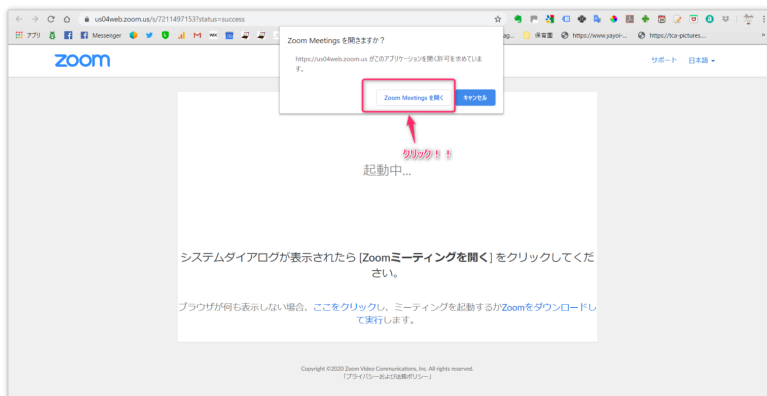 us04web.zoom.us/s/7211497153?status=success
アプリ
Messenger
保育園
https://www.yayoi-...
https://tca-pictures....
zoom
サポート
日本語
Zoom Meetings を開きますか？
https://us04web.zoom.us がこのアプリケーションを開く許可を求めていま
す。
Zoom Meetings を開く
キャンセル
クリック！！
起動中...
システムダイアログが表示されたら [Zoomミーティングを開く] をクリックしてくだ
さい。
ブラウザが何も表示しない場合、ここをクリックし、ミーティングを起動するかZoomをダウンロードし
て実行します。
Copyright ©2020 Zoom Video Communications, Inc. All rights reserved.
「プライバシーおよび法務ポリシー」